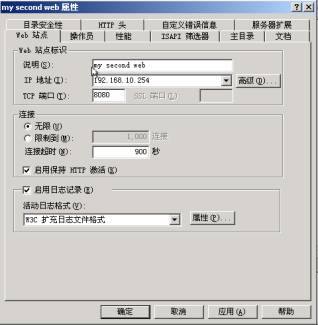 my second web 属性
目录安全性 HTTP 头 自定义错误信息 服务器扩展
Web 站点 操作员 性能 ISAPI 筛选器 主目录 文档
Web 站点标识
说明(S): my second web
IP 地址(I): 192.168.10.254 高级(D)...
TCP 端口(T): 8080 SSL 端口(L):
连接
无限(U)
限制到(M): 1,000 连接
连接超时(N): 900 秒
启用保持 HTTP 激活(K)
启用日志记录(E)
活动日志格式(V):
W3C 扩充日志文件格式 属性(P)...
确定 取消 应用(A) 帮助